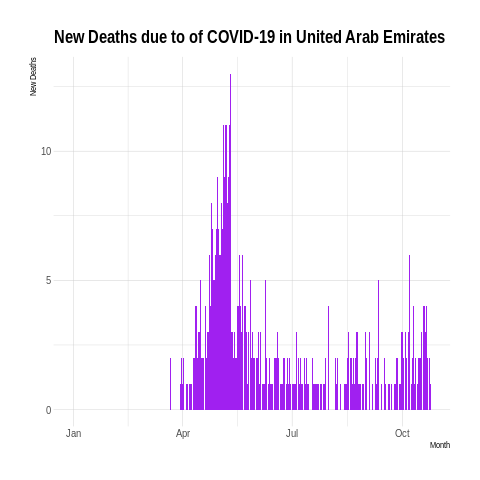 New Deaths due to of COVID-19 in United Arab Emirates
New Deaths
10
5
0
Jan Apr Jul Oct
Month